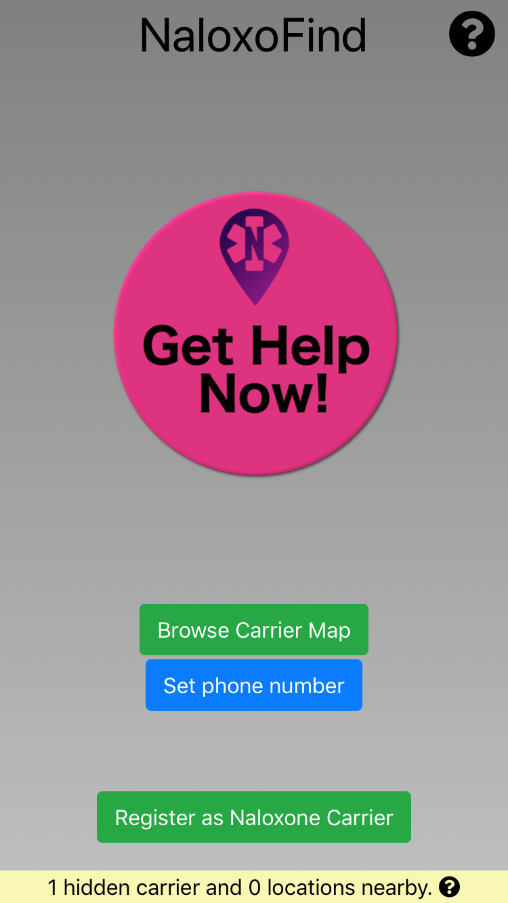 NaloxoFind
?
N
Get Help
Now!
Browse Carrier Map
Set phone number
Register as Naloxone Carrier
1 hidden carrier and 0 locations nearby. ?